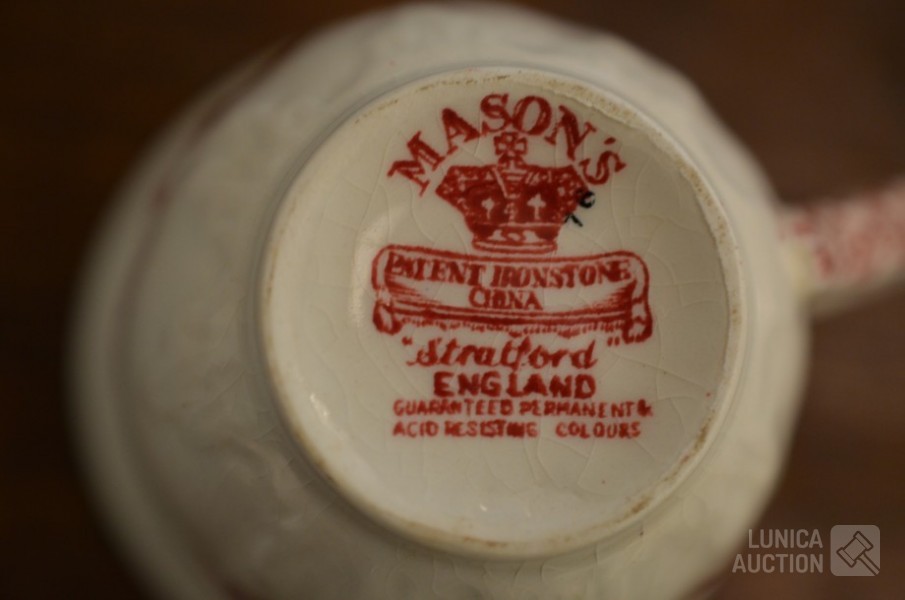 MASON'S
PATENT IRONSTONE
CHINA
"Stratford"
ENGLAND
GUARANTEED PERMANENT &
ACID RESISTING COLOURS
LUNICA
AUCTION